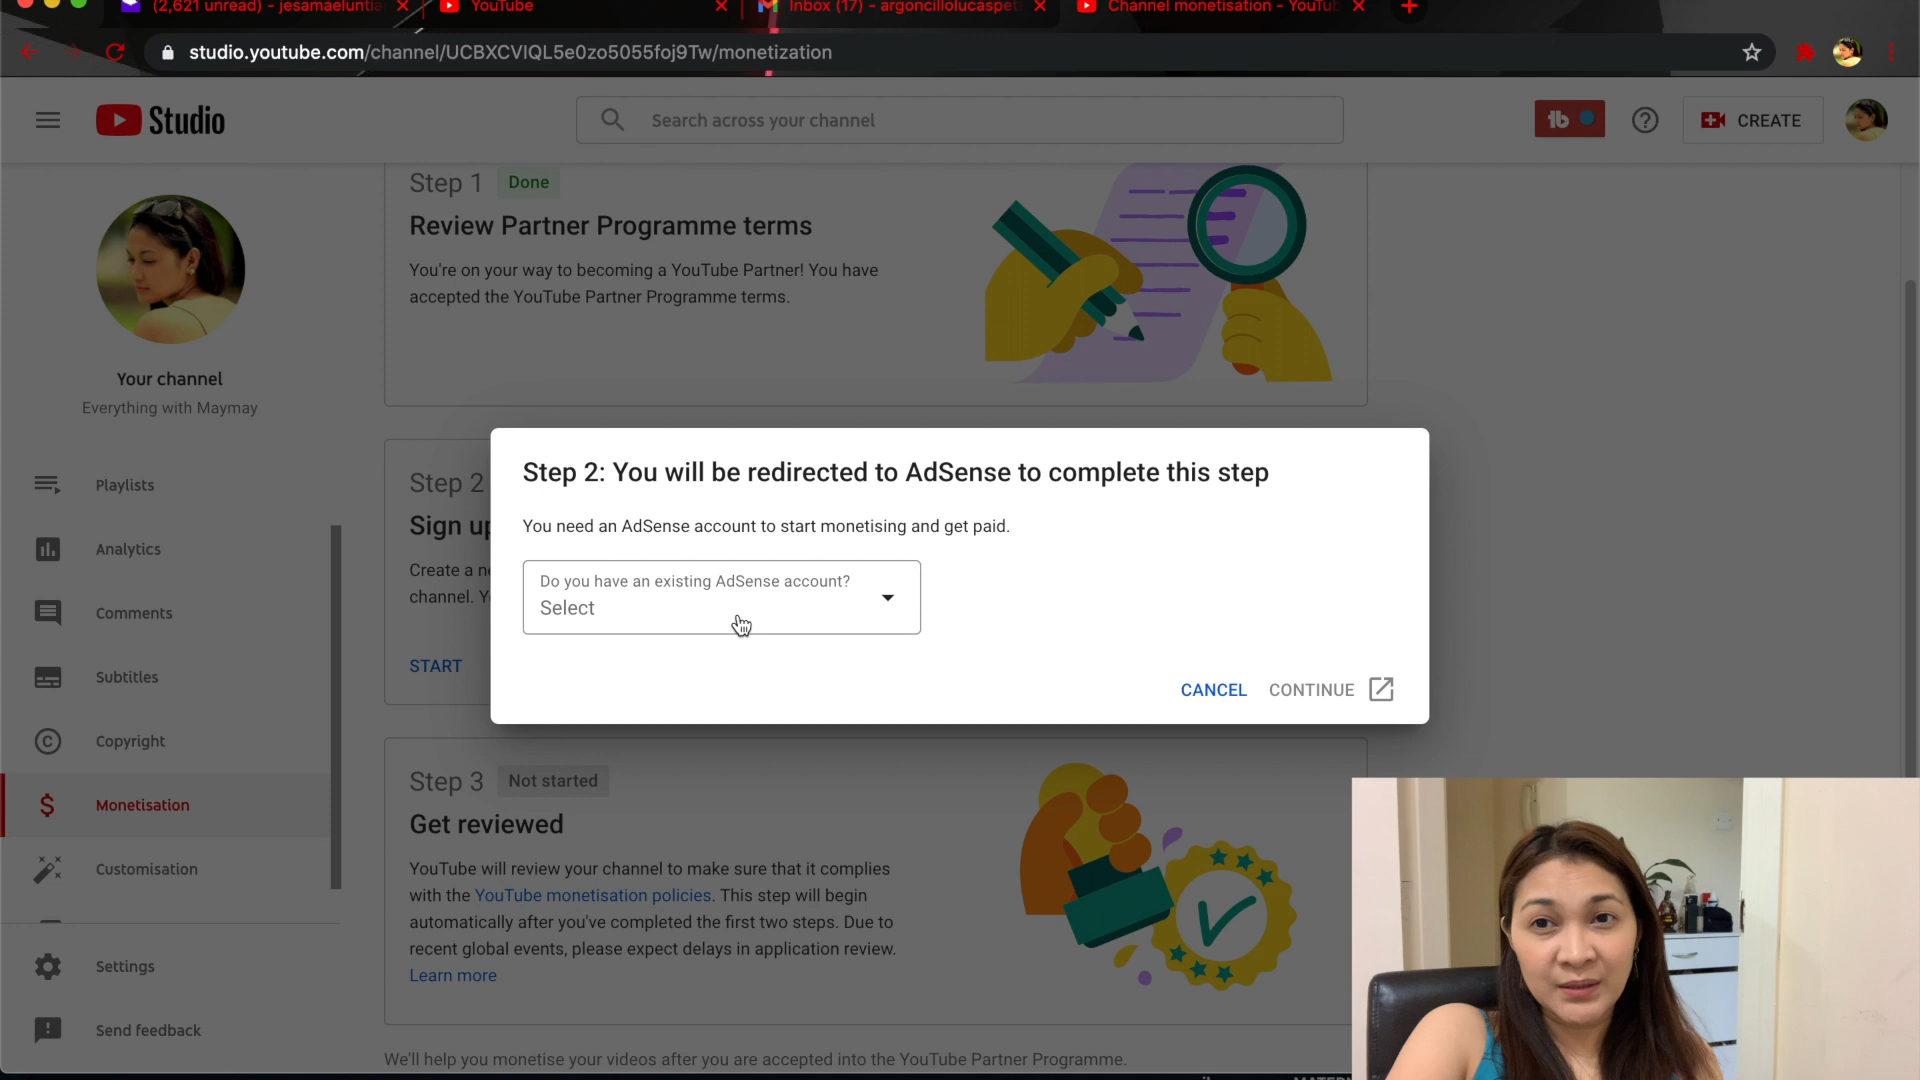 (2,621 unread) - jesamaeluntia
YouTube
Inbox (17) - argoncillolucaspet
Channel monetisation - YouTub
studio.youtube.com/channel/UCBXCVIQL5e0zo5055foj9Tw/monetization
Studio
Search across your channel
tb
CREATE
Step 1
Done
Review Partner Programme terms
You're on your way to becoming a YouTube Partner! You have
accepted the YouTube Partner Programme terms.
Your channel
Everything with Maymay
Playlists
Analytics
Comments
Subtitles
Copyright
Monetisation
Customisation
Settings
Send feedback
Step 2
Sign up
Create a n
channel. Y
START
Step 2: You will be redirected to AdSense to complete this step
You need an AdSense account to start monetising and get paid.
Do you have an existing AdSense account?
Select
CANCEL
CONTINUE
Step 3
Not started
Get reviewed
YouTube will review your channel to make sure that it complies
with the YouTube monetisation policies. This step will begin
automatically after you've completed the first two steps. Due to
recent global events, please expect delays in application review.
Learn more
We'll help you monetise your videos after you are accepted into the YouTube Partner Programme.